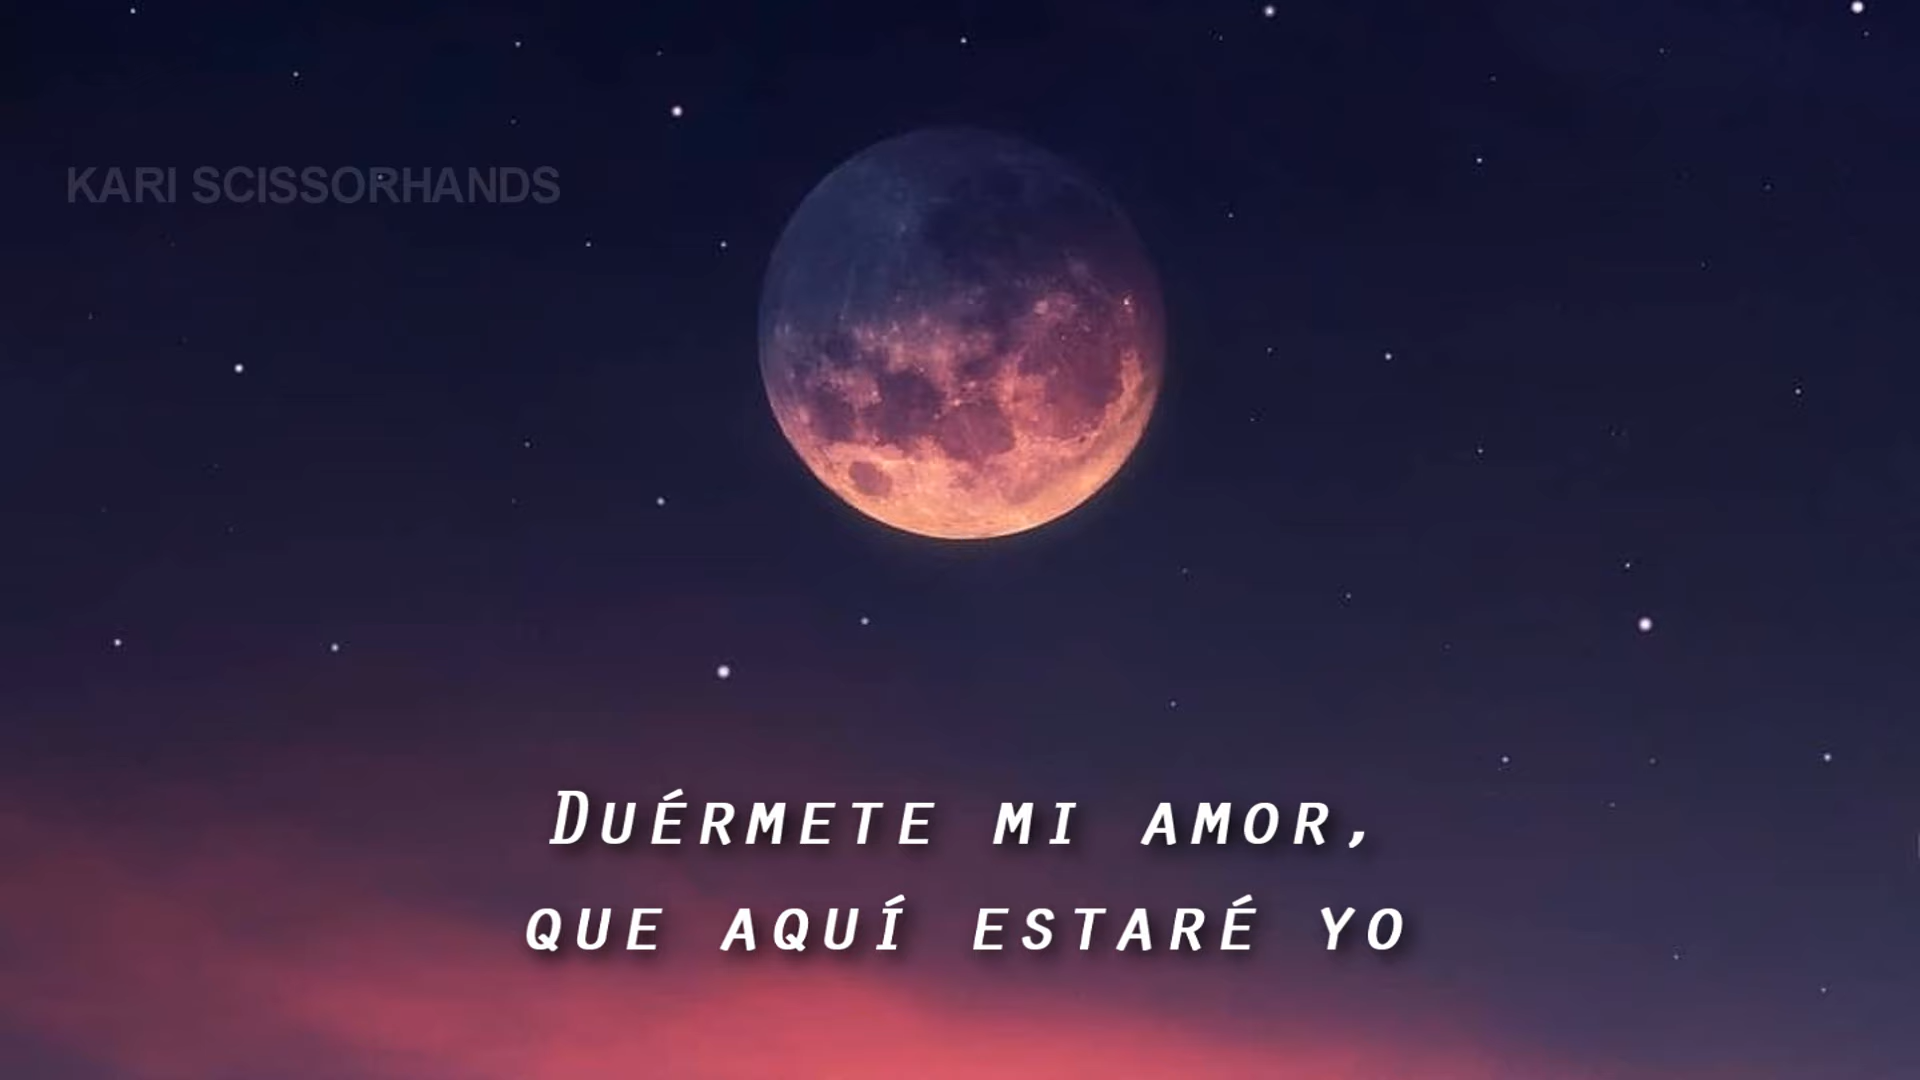 KARI SCISSORHANDS
Duérmete mi amor,
que aquí estaré yo